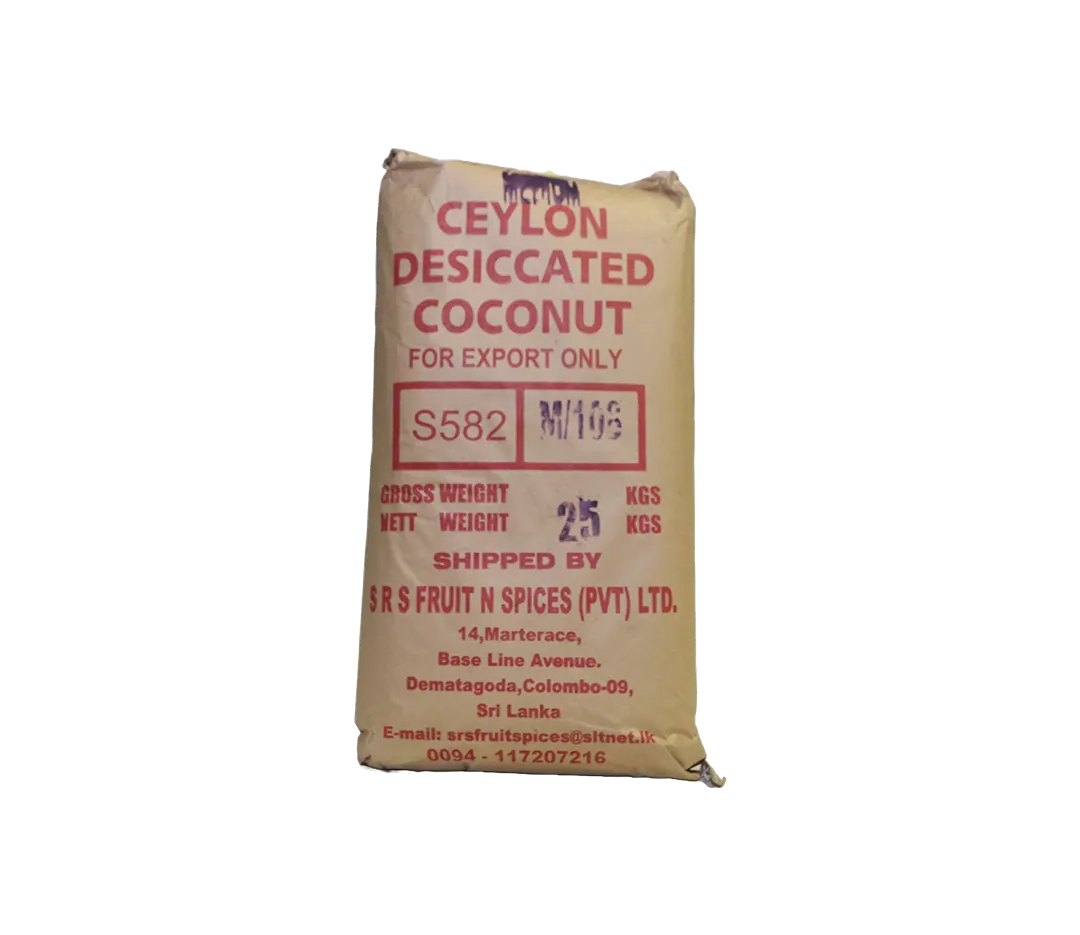 MEDIUM
CEYLON
DESICCATED
COCONUT
FOR EXPORT ONLY
S582
GROSS WEIGHT KGS
NETT WEIGHT 25 KGS
SHIPPED BY
S R S FRUIT N SPICES (PVT) LTD.
14,Marterace,
Base Line Avenue.
Dematagoda,Colombo-09,
Sri Lanka
E-mail: srsfruitspices@sltnet.lk
0094 - 117207216